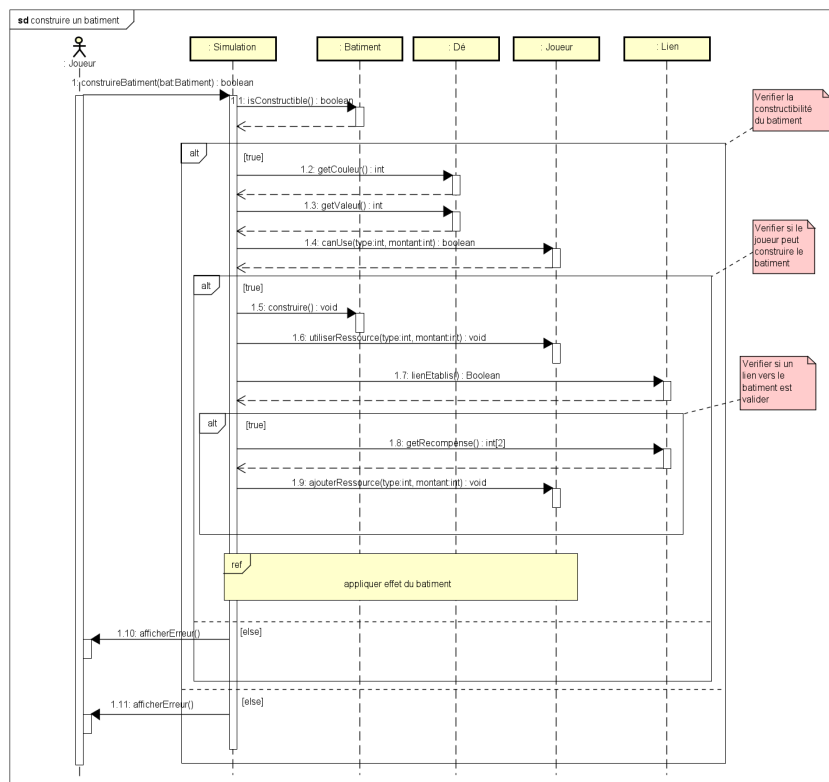 sd construire un batiment
: Joueur
: Simulation
: Batiment
: Dé
: Joueur
: Lien
1: construireBatiment(bat:Batiment) : boolean
1.1: isConstructible() : boolean
Verifier la
constructibilité
du batiment
alt
[true]
1.2: getCouleur() : int
1.3: getValeur() : int
1.4: canUse(type:int, montant:int) : boolean
Verifier si le
joueur peut
construire le
batiment
alt
[true]
1.5: construire() : void
1.6: utiliserRessource(type:int, montant:int) : void
1.7: lienEtablis() : Boolean
Verifier si un
lien vers le
batiment est
valider
alt
[true]
1.8: getRecompense() : int[2]
1.9: ajouterRessource(type:int, montant:int) : void
ref
appliquer effet du batiment
[else]
1.10: afficherErreur()
[else]
1.11: afficherErreur()